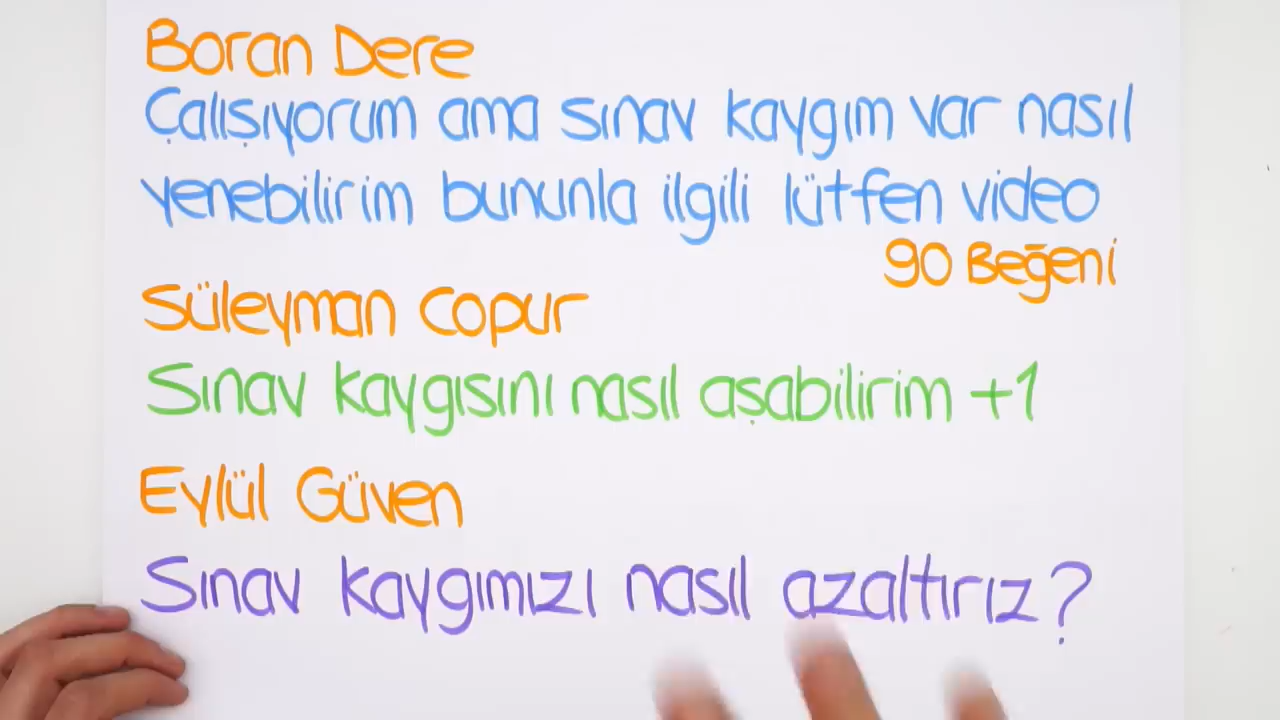 Boran Dere
Çalışıyorum ama sınav kaygım var nasıl
yenebilirim bununla ilgili lütfen video
90 Beğeni
Süleyman Copur
Sınav kaygısını nasıl aşabilirim +1
Eylül Güven
Sınav kaygımızı nasıl azaltırız?